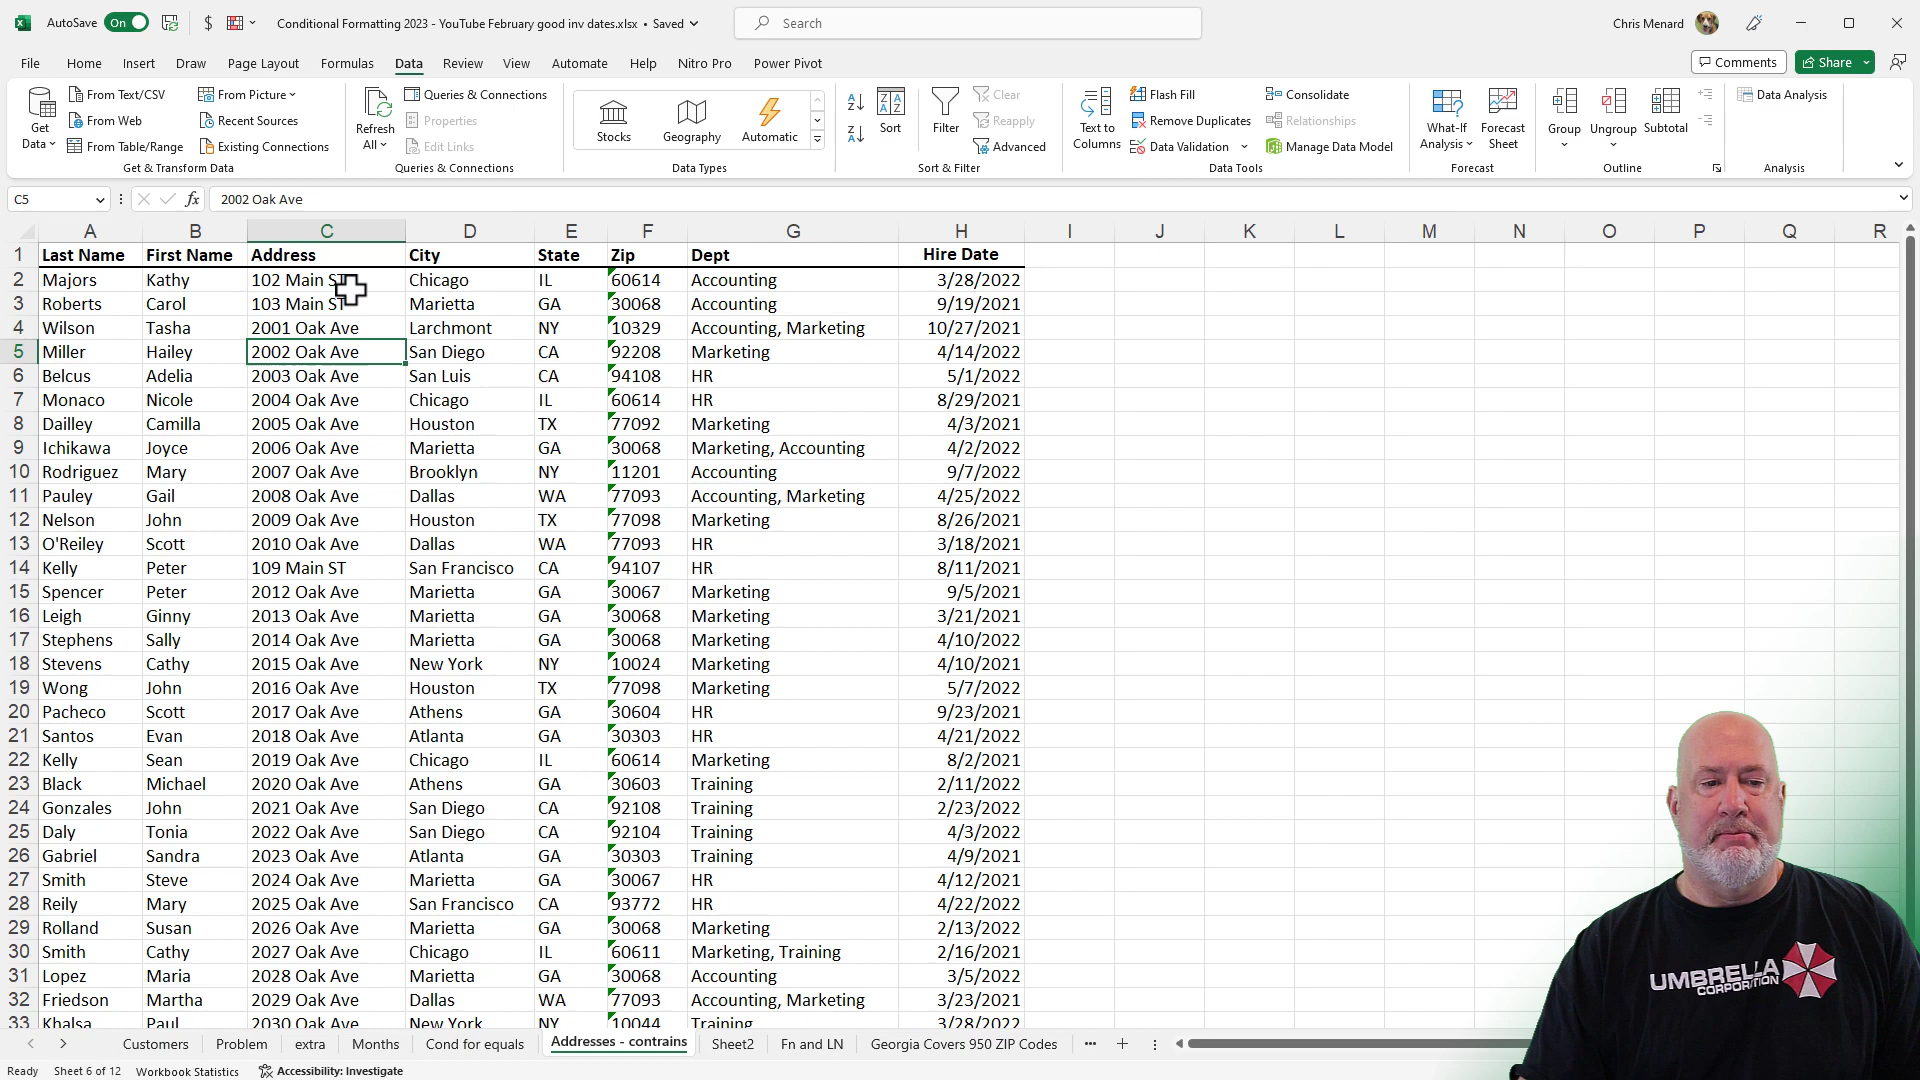 AutoSave On $ Conditional Formatting 2023 - YouTube February good inv dates.xlsx • Saved Search Chris Menard
File Home Insert Draw Page Layout Formulas Data Review View Automate Help Nitro Pro Power Pivot Comments Share
Get Data
From Text/CSV
From Web
From Table/Range
From Picture
Recent Sources
Existing Connections
Get & Transform Data
Refresh All
Queries & Connections
Properties
Edit Links
Queries & Connections
Stocks Geography Automatic
Data Types
Sort
Filter
Clear
Reapply
Advanced
Sort & Filter
Text to Columns
Flash Fill
Remove Duplicates
Data Validation
Consolidate
Relationships
Manage Data Model
Data Tools
What-If Analysis
Forecast Sheet
Forecast
Group Ungroup Subtotal
Outline
Data Analysis
Analysis
C5 fx 2002 Oak Ave
A B C D E F G H I J K L M N O P Q R
1 Last Name First Name Address City State Zip Dept Hire Date
2 Majors Kathy 102 Main ST Chicago IL 60614 Accounting 3/28/2022
3 Roberts Carol 103 Main ST Marietta GA 30068 Accounting 9/19/2021
4 Wilson Tasha 2001 Oak Ave Larchmont NY 10329 Accounting, Marketing 10/27/2021
5 Miller Hailey 2002 Oak Ave San Diego CA 92208 Marketing 4/14/2022
6 Belcus Adelia 2003 Oak Ave San Luis CA 94108 HR 5/1/2022
7 Monaco Nicole 2004 Oak Ave Chicago IL 60614 HR 8/29/2021
8 Dailley Camilla 2005 Oak Ave Houston TX 77092 Marketing 4/3/2021
9 Ichikawa Joyce 2006 Oak Ave Marietta GA 30068 Marketing, Accounting 4/2/2022
10 Rodriguez Mary 2007 Oak Ave Brooklyn NY 11201 Accounting 9/7/2022
11 Pauley Gail 2008 Oak Ave Dallas WA 77093 Accounting, Marketing 4/25/2022
12 Nelson John 2009 Oak Ave Houston TX 77098 Marketing 8/26/2021
13 O'Reiley Scott 2010 Oak Ave Dallas WA 77093 HR 3/18/2021
14 Kelly Peter 109 Main ST San Francisco CA 94107 HR 8/11/2021
15 Spencer Peter 2012 Oak Ave Marietta GA 30067 Marketing 9/5/2021
16 Leigh Ginny 2013 Oak Ave Marietta GA 30068 Marketing 3/21/2021
17 Stephens Sally 2014 Oak Ave Marietta GA 30068 Marketing 4/10/2022
18 Stevens Cathy 2015 Oak Ave New York NY 10024 Marketing 4/10/2021
19 Wong John 2016 Oak Ave Houston TX 77098 Marketing 5/7/2022
20 Pacheco Scott 2017 Oak Ave Athens GA 30604 HR 9/23/2021
21 Santos Evan 2018 Oak Ave Atlanta GA 30303 HR 4/21/2022
22 Kelly Sean 2019 Oak Ave Chicago IL 60614 Marketing 8/2/2021
23 Black Michael 2020 Oak Ave Athens GA 30603 Training 2/11/2022
24 Gonzales John 2021 Oak Ave San Diego CA 92108 Training 2/23/2022
25 Daly Tonia 2022 Oak Ave San Diego CA 92104 Training 4/3/2022
26 Gabriel Sandra 2023 Oak Ave Atlanta GA 30303 Training 4/9/2021
27 Smith Steve 2024 Oak Ave Marietta GA 30067 HR 4/12/2021
28 Reily Mary 2025 Oak Ave San Francisco CA 93772 HR 4/22/2022
29 Rolland Susan 2026 Oak Ave Marietta GA 30068 Marketing 2/13/2022
30 Smith Cathy 2027 Oak Ave Chicago IL 60611 Marketing, Training 2/16/2021
31 Lopez Maria 2028 Oak Ave Marietta GA 30068 Accounting 3/5/2022
32 Friedson Martha 2029 Oak Ave Dallas WA 77093 Accounting, Marketing 3/23/2021
33 Khalsa Paul 2030 Oak Ave New York NY 10044 Training 3/28/2022
UMBRELLA
CORPORATION
Customers Problem extra Months Cond for equals Addresses - contrains Sheet2 Fn and LN Georgia Covers 950 ZIP Codes
Ready Sheet 6 of 12 Workbook Statistics Accessibility: Investigate